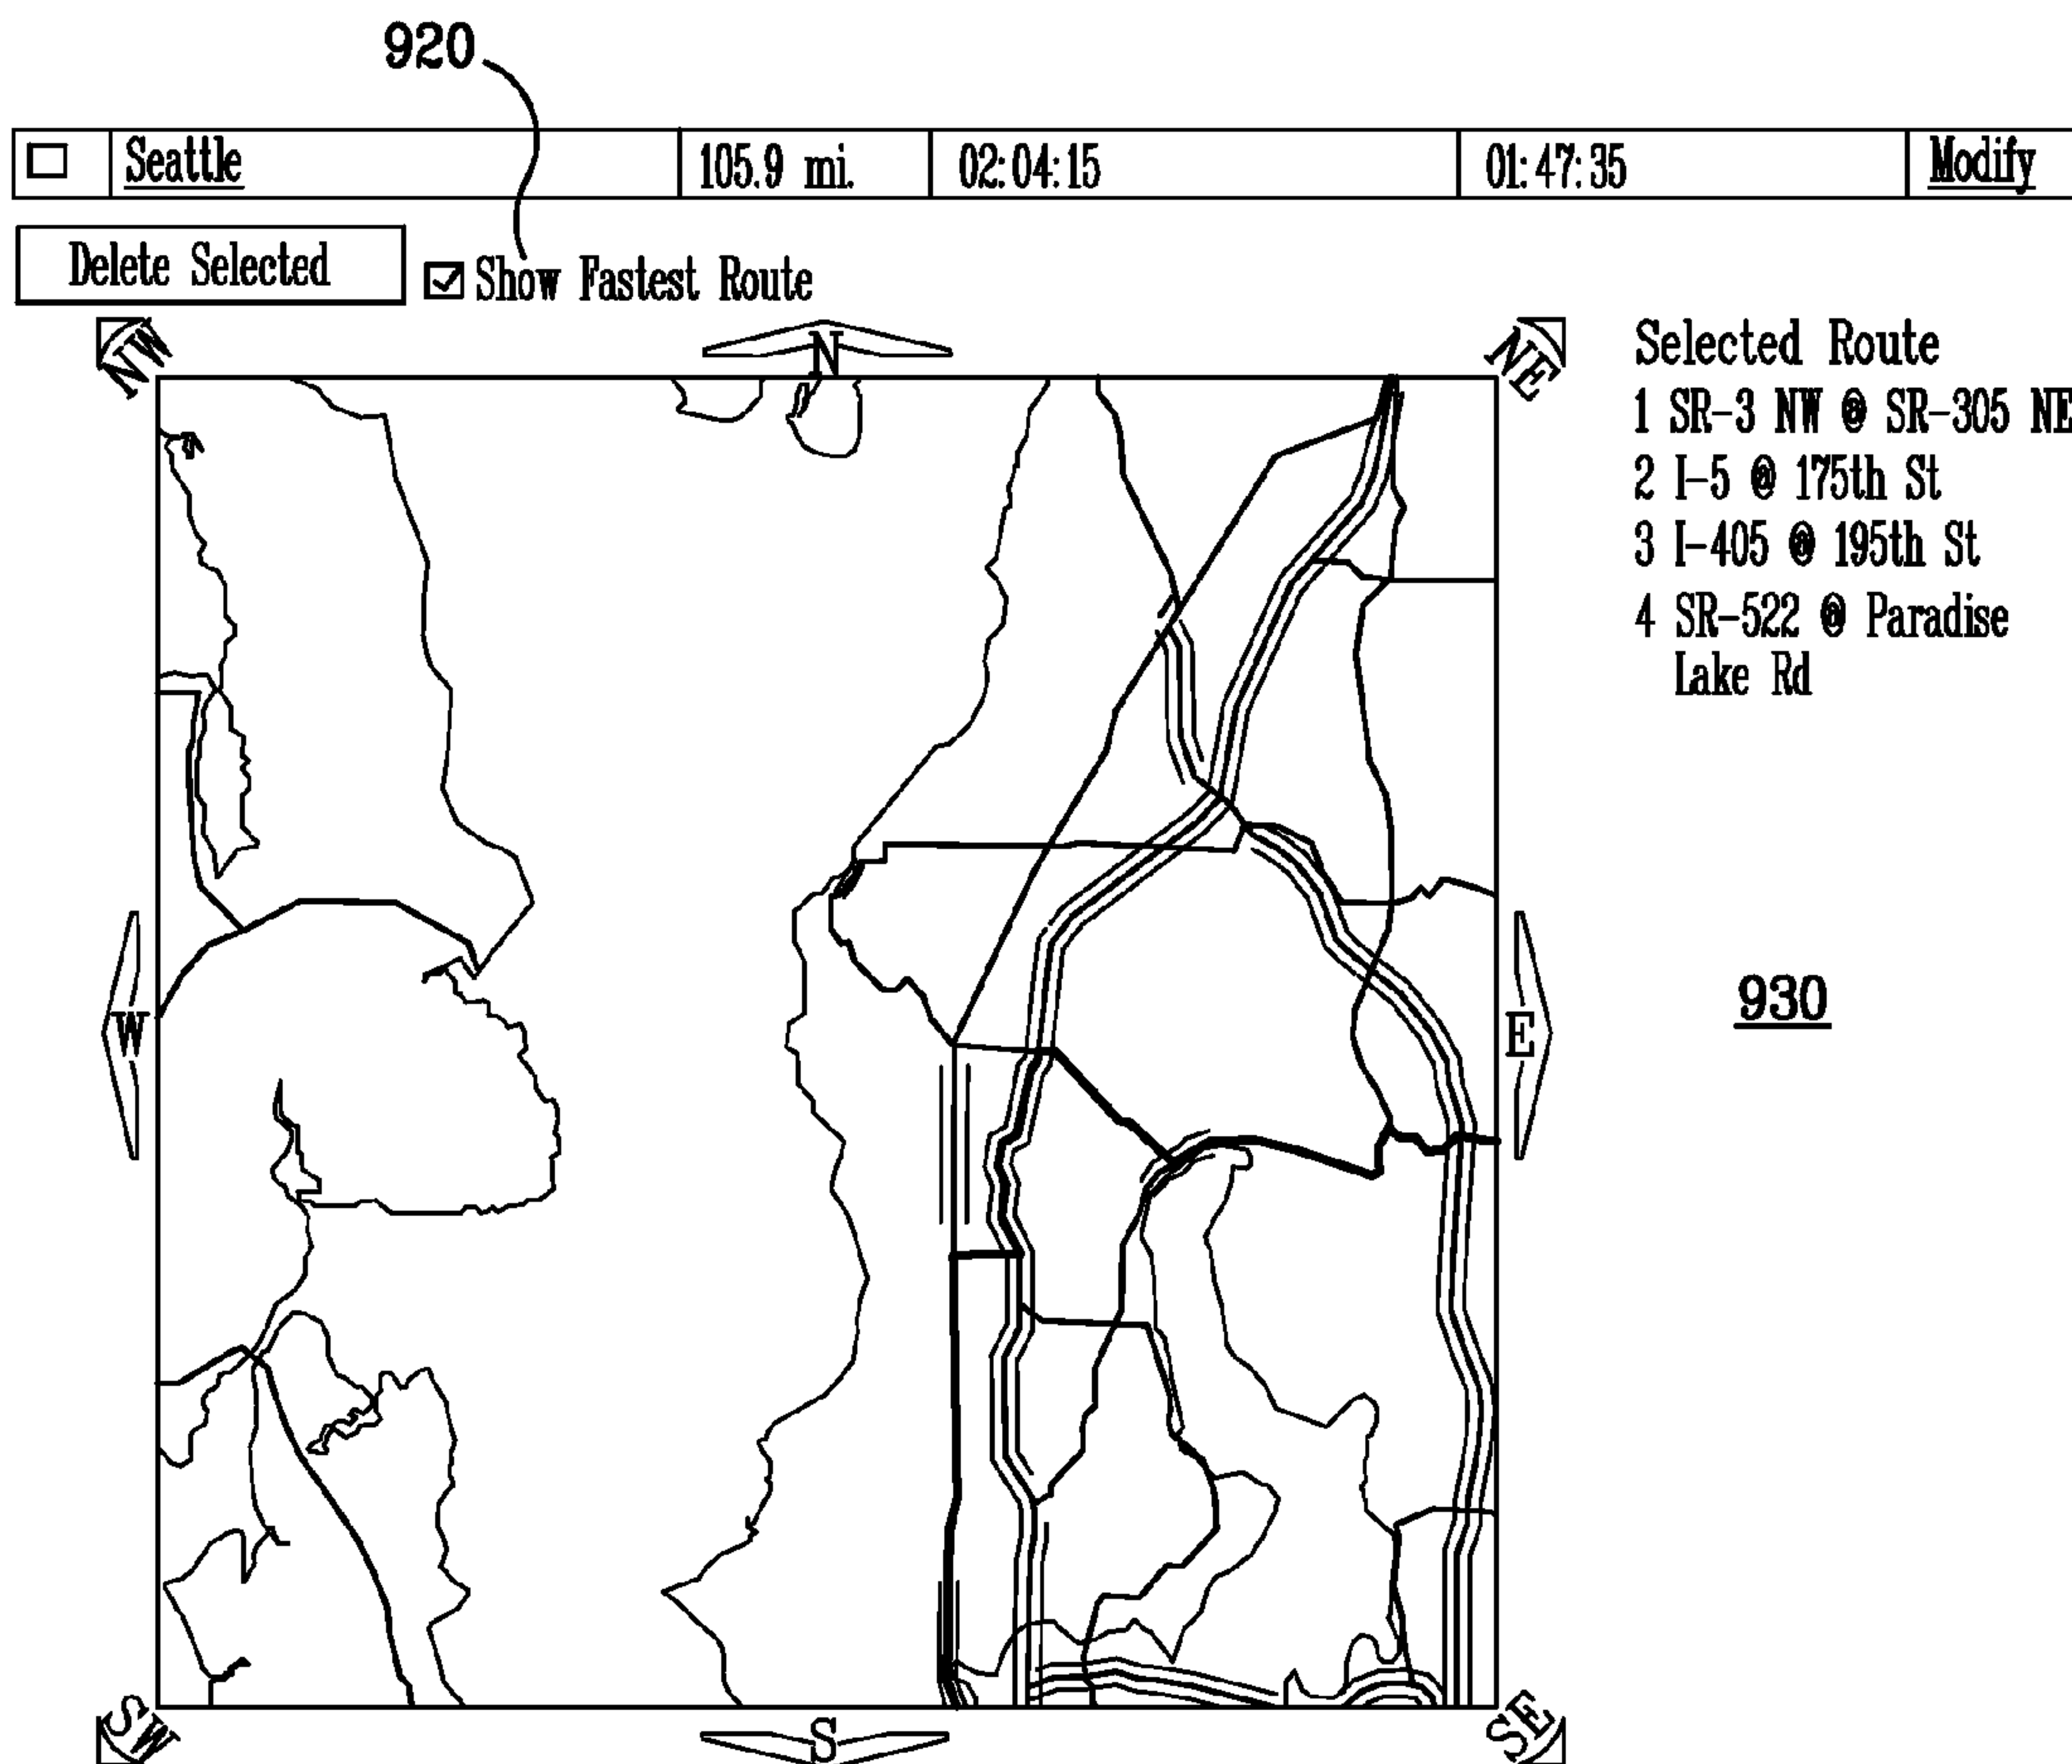 920
Seattle 105.9 mi. 02:04:15 01:47:35 Modify
Delete Selected Show Fastest Route
NW N NE
Selected Route
1 SR-3 NW @ SR-305 NE
2 I-5 @ 175th St
3 I-405 @ 195th St
4 SR-522 @ Paradise
Lake Rd
930
W E
SW S SE